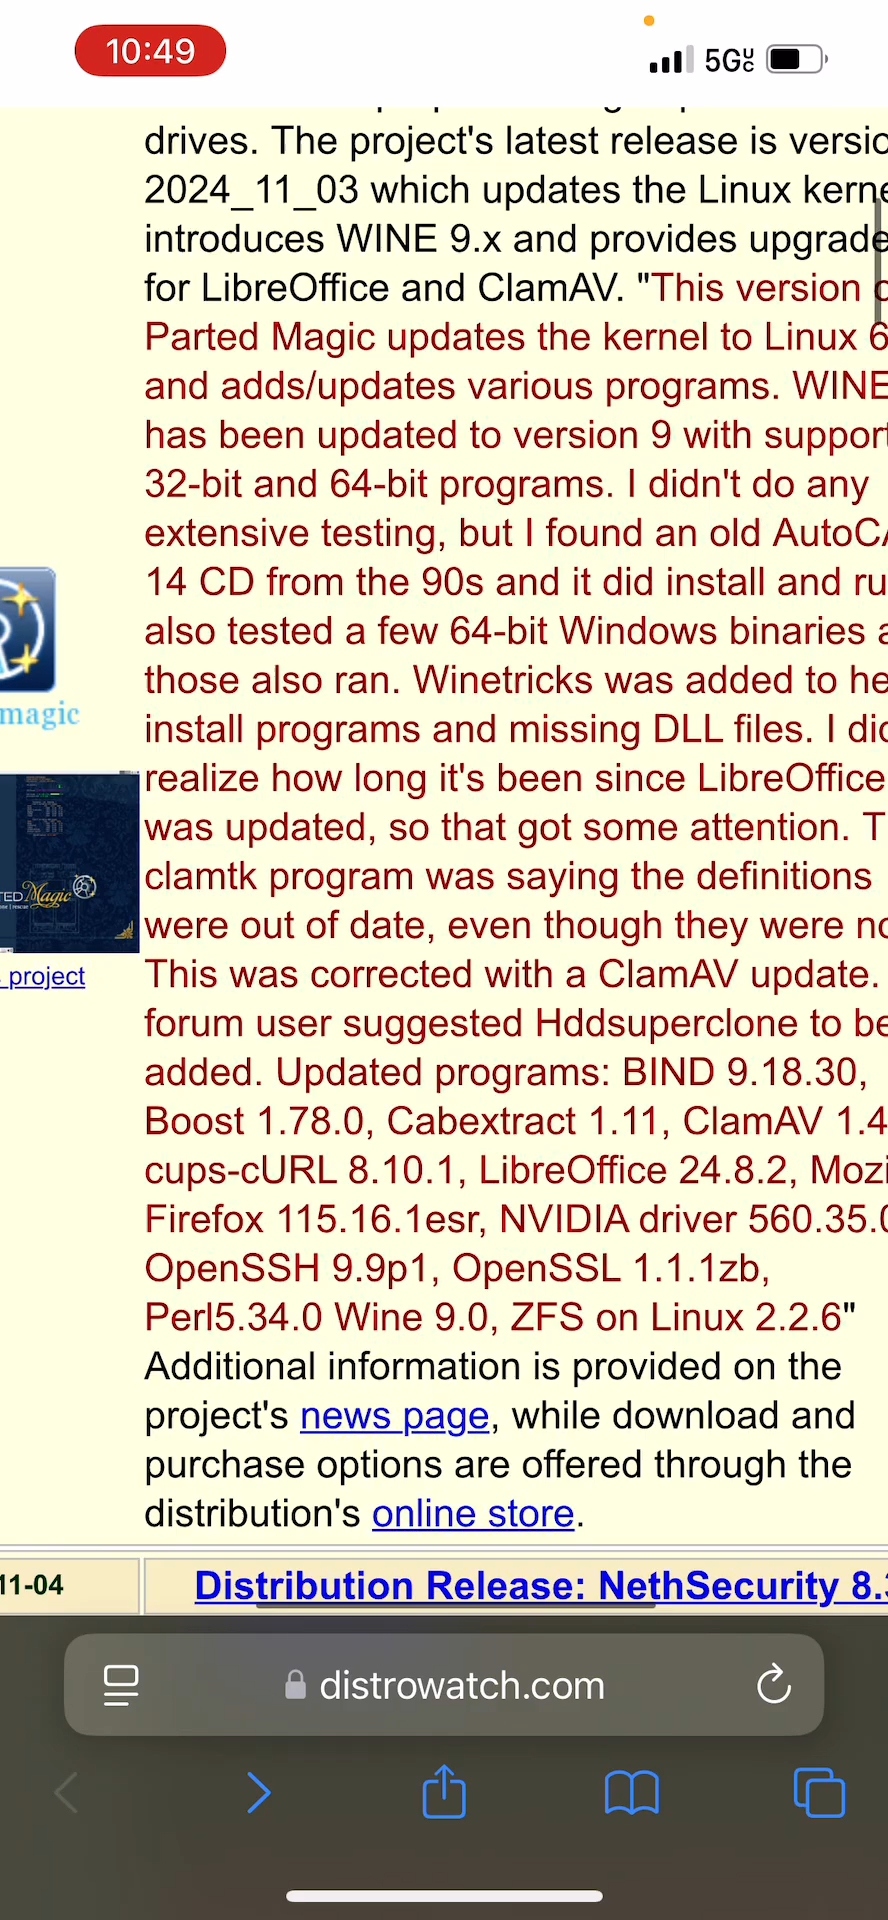 10:49
5G UC
drives. The project's latest release is versio
2024_11_03 which updates the Linux kerne
introduces WINE 9.x and provides upgrade
for LibreOffice and ClamAV. "This version
Parted Magic updates the kernel to Linux 6
and adds/updates various programs. WINE
has been updated to version 9 with support
32-bit and 64-bit programs. I didn't do any
extensive testing, but I found an old AutoCA
14 CD from the 90s and it did install and ru
also tested a few 64-bit Windows binaries a
those also ran. Winetricks was added to he
magic
install programs and missing DLL files. I did
realize how long it's been since LibreOffice
was updated, so that got some attention. T
clamtk program was saying the definitions
TED Magic
were out of date, even though they were no
project
This was corrected with a ClamAV update.
forum user suggested Hddsuperclone to be
added. Updated programs: BIND 9.18.30,
Boost 1.78.0, Cabextract 1.11, ClamAV 1.4
cups-cURL 8.10.1, LibreOffice 24.8.2, Mozi
Firefox 115.16.1esr, NVIDIA driver 560.35.0
OpenSSH 9.9p1, OpenSSL 1.1.1zb,
Perl5.34.0 Wine 9.0, ZFS on Linux 2.2.6"
Additional information is provided on the
project's news page, while download and
purchase options are offered through the
distribution's online store.
11-04
Distribution Release: NethSecurity 8.3
distrowatch.com